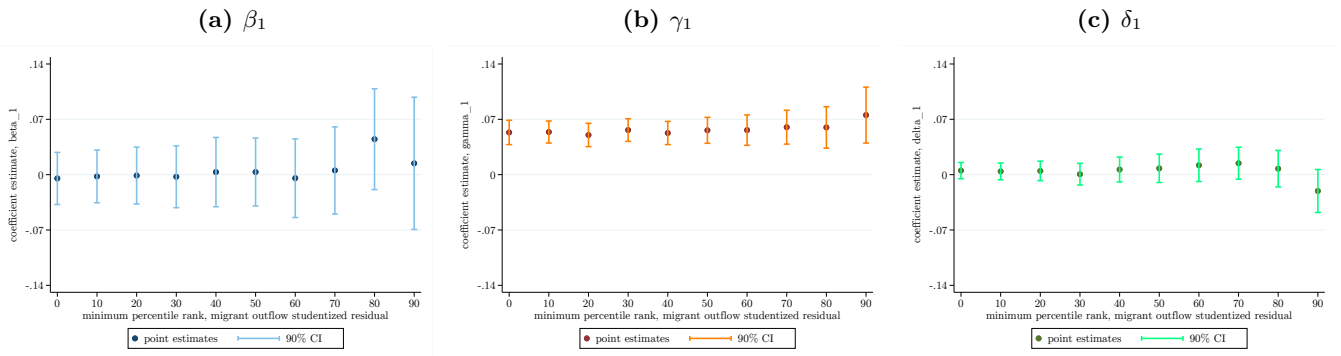 (a) β₁
coefficient estimate, beta_1
.14
.07
0
-.07
-.14
0 10 20 30 40 50 60 70 80 90
minimum percentile rank, migrant outflow studentized residual
point estimates 90% CI
(b) γ₁
coefficient estimate, gamma_1
.14
.07
0
-.07
-.14
0 10 20 30 40 50 60 70 80 90
minimum percentile rank, migrant outflow studentized residual
point estimates 90% CI
(c) δ₁
coefficient estimate, delta_1
.14
.07
0
-.07
-.14
0 10 20 30 40 50 60 70 80 90
minimum percentile rank, migrant outflow studentized residual
point estimates 90% CI